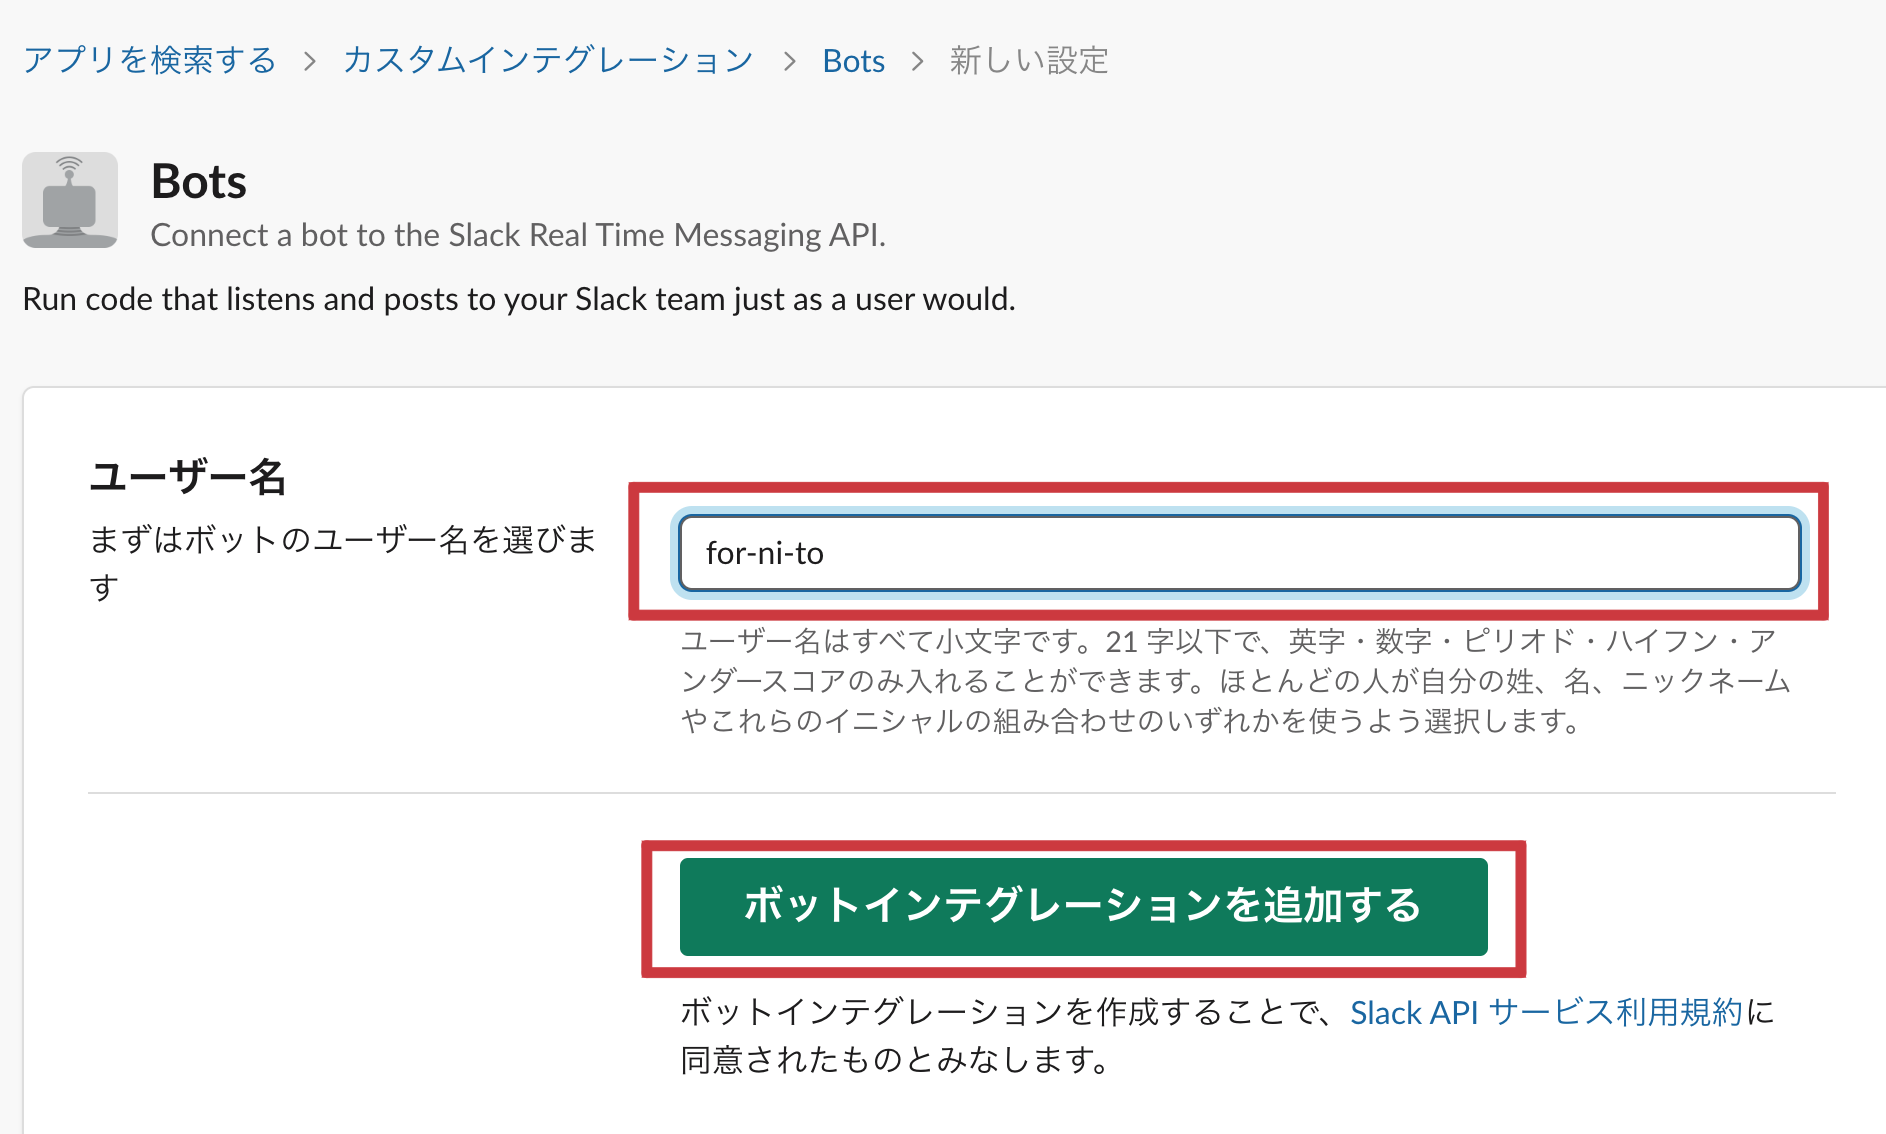 アプリを検索する > カスタムインテグレーション > Bots > 新しい設定
Bots
Connect a bot to the Slack Real Time Messaging API.
Run code that listens and posts to your Slack team just as a user would.
ユーザー名
まずはボットのユーザー名を選びま
す
for-ni-to
ユーザー名はすべて小文字です。21 字以下で、英字・数字・ピリオド・ハイフン・ア
ンダースコアのみ入れることができます。ほとんどの人が自分の姓、名、ニックネーム
やこれらのイニシャルの組み合わせのいずれかを使うよう選択します。
ボットインテグレーションを追加する
ボットインテグレーションを作成することで、Slack API サービス利用規約に
同意されたものとみなします。